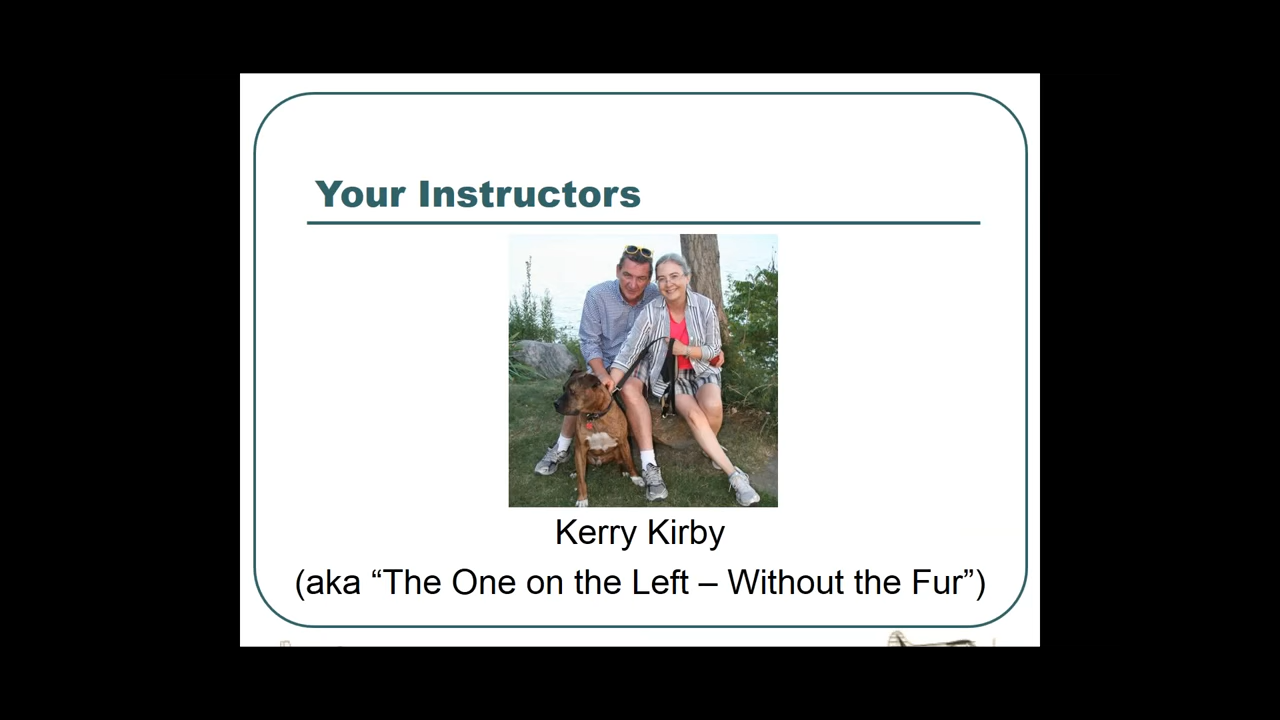 Your Instructors
Kerry Kirby
(aka “The One on the Left – Without the Fur”)